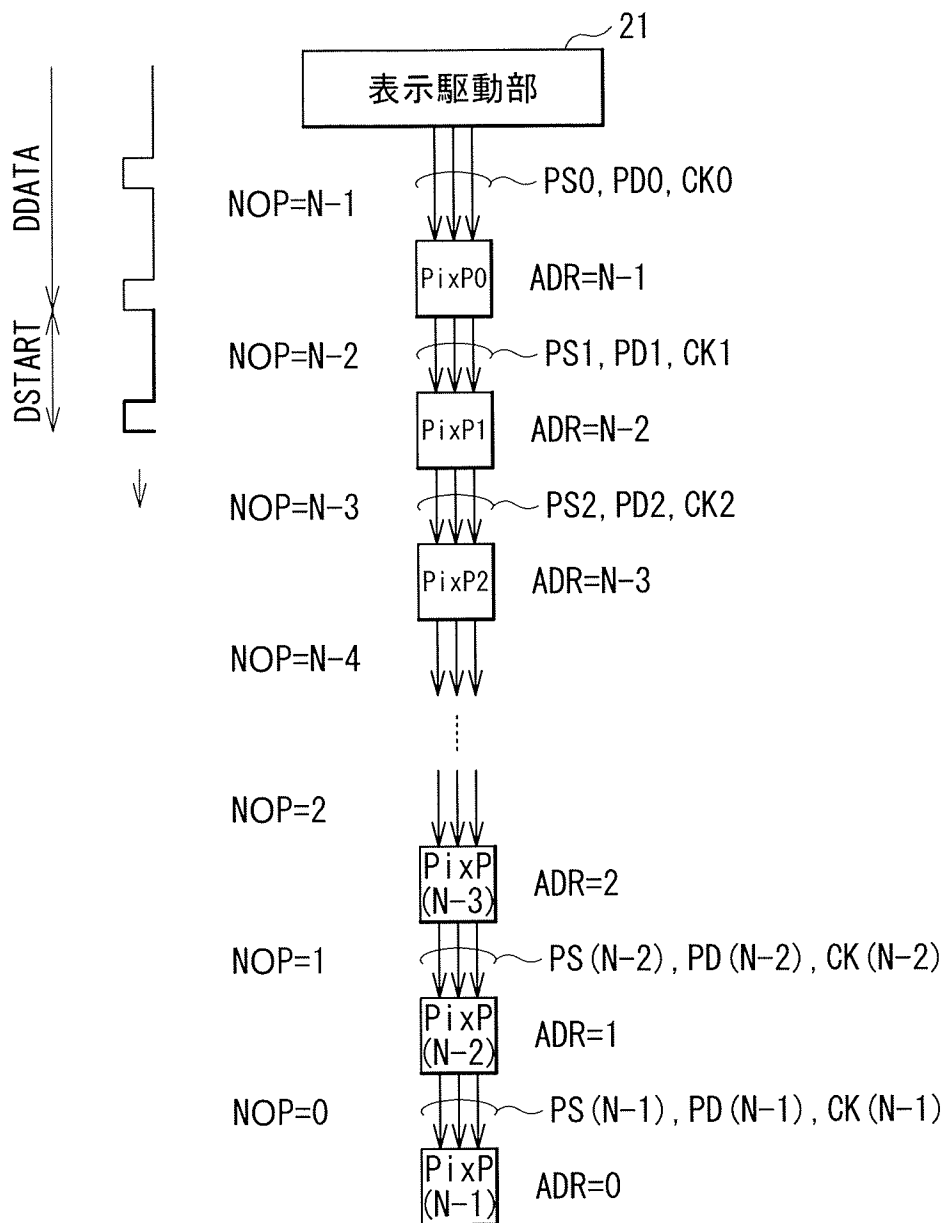 21
表示駆動部
DDATA
DSTART
NOP=N-1
PS0, PD0, CK0
PixP0
ADR=N-1
NOP=N-2
PS1, PD1, CK1
PixP1
ADR=N-2
NOP=N-3
PS2, PD2, CK2
PixP2
ADR=N-3
NOP=N-4
NOP=2
PixP
(N-3)
ADR=2
NOP=1
PS(N-2), PD(N-2), CK(N-2)
PixP
(N-2)
ADR=1
NOP=0
PS(N-1), PD(N-1), CK(N-1)
PixP
(N-1)
ADR=0